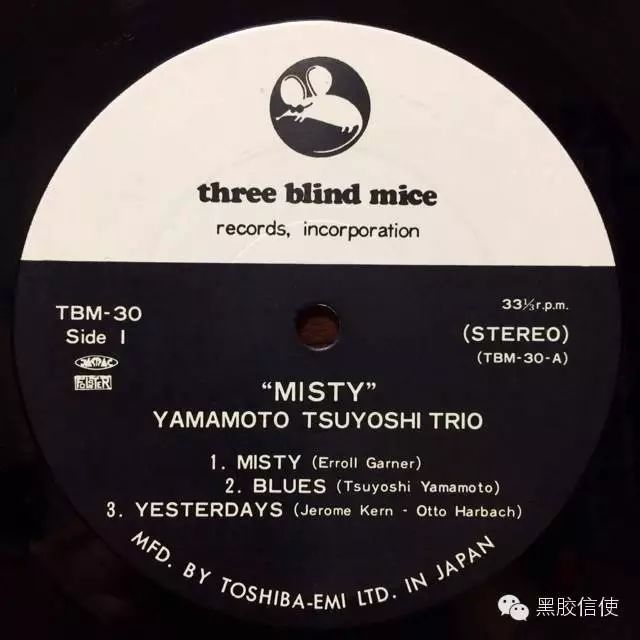 three blind mice
records, incorporation
TBM-30
Side 1
33⅓ r.p.m.
(STEREO)
(TBM-30-A)
"MISTY"
YAMAMOTO TSUYOSHI TRIO
1. MISTY (Erroll Garner)
2. BLUES (Tsuyoshi Yamamoto)
3. YESTERDAYS (Jerome Kern - Otto Harbach)
MFD. BY TOSHIBA-EMI LTD. IN JAPAN
黑胶信使